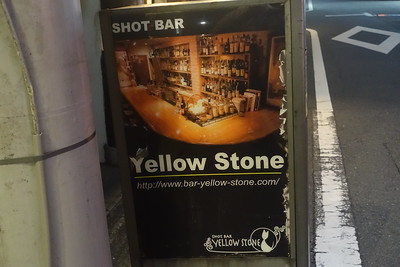 SHOT BAR
Yellow Stone
http://www.bar-yellow-stone.com/
SHOT BAR
YELLOW STONE